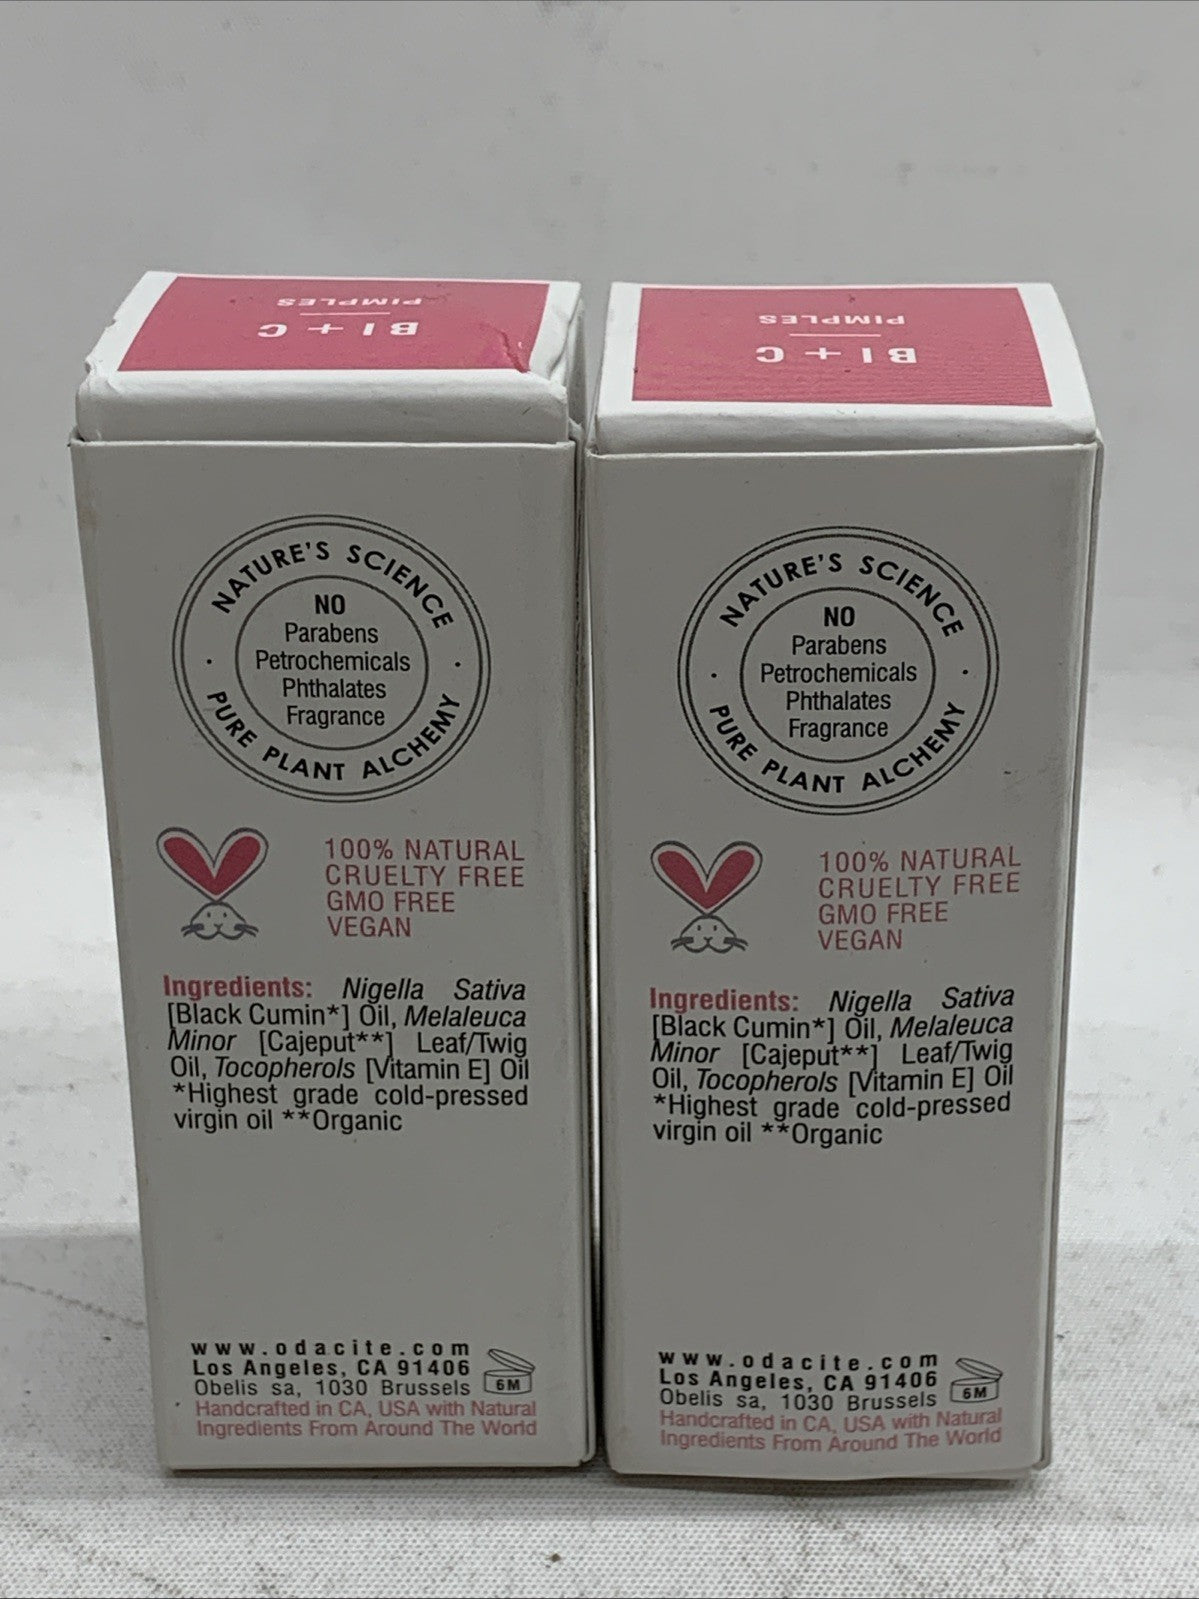 BI + C
PIMPLES
NATURE'S SCIENCE
NO
Parabens
Petrochemicals
Phthalates
Fragrance
PURE PLANT ALCHEMY
100% NATURAL
CRUELTY FREE
GMO FREE
VEGAN
Ingredients: Nigella Sativa
[Black Cumin*] Oil, Melaleuca
Minor [Cajeput**] Leaf/Twig
Oil, Tocopherols [Vitamin E] Oil
*Highest grade cold-pressed
virgin oil **Organic
www.odacite.com
Los Angeles, CA 91406
Obelis sa, 1030 Brussels
6M
Handcrafted in CA, USA with Natural
Ingredients From Around The World
BI + C
PIMPLES
NATURE'S SCIENCE
NO
Parabens
Petrochemicals
Phthalates
Fragrance
PURE PLANT ALCHEMY
100% NATURAL
CRUELTY FREE
GMO FREE
VEGAN
Ingredients: Nigella Sativa
[Black Cumin*] Oil, Melaleuca
Minor [Cajeput**] Leaf/Twig
Oil, Tocopherols [Vitamin E] Oil
*Highest grade cold-pressed
virgin oil **Organic
www.odacite.com
Los Angeles, CA 91406
Obelis sa, 1030 Brussels
6M
Handcrafted in CA, USA with Natural
Ingredients From Around The World